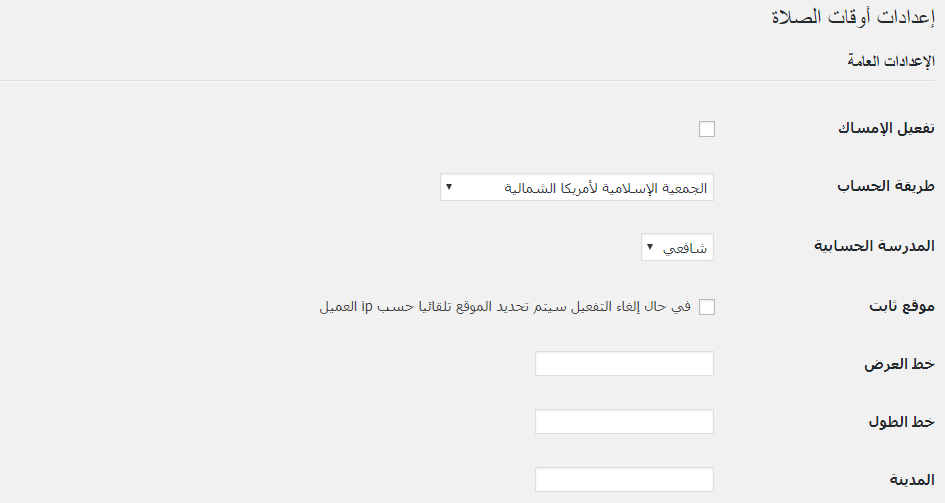 إعدادات أوقات الصلاة
الإعدادات العامة
تفعيل الإمساك
طريقة الحساب
الجمعية الإسلامية لأمريكا الشمالية
المدرسة الحسابية
شافعي
موقع ثابت
في حال إلغاء التفعيل سيتم تحديد الموقع تلقائيا حسب ip العميل
خط العرض
خط الطول
المدينة